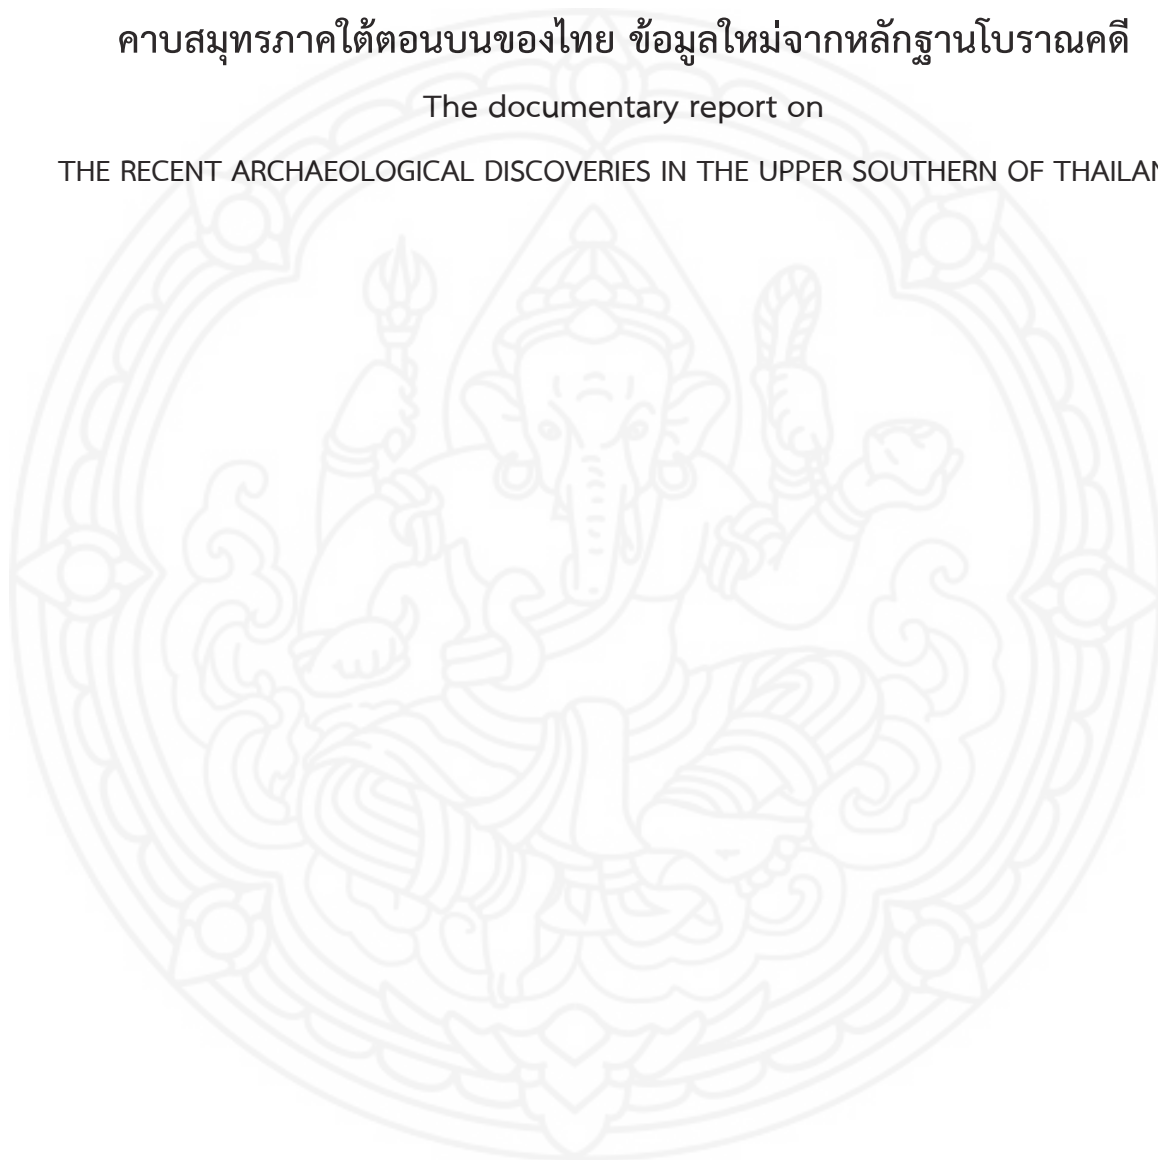 คาบสมุทรภาคใต้ตอนบนของไทย ข้อมูลใหม่จากหลักฐานโบราณคดี
The documentary report on
THE RECENT ARCHAEOLOGICAL DISCOVERIES IN THE UPPER SOUTHERN OF